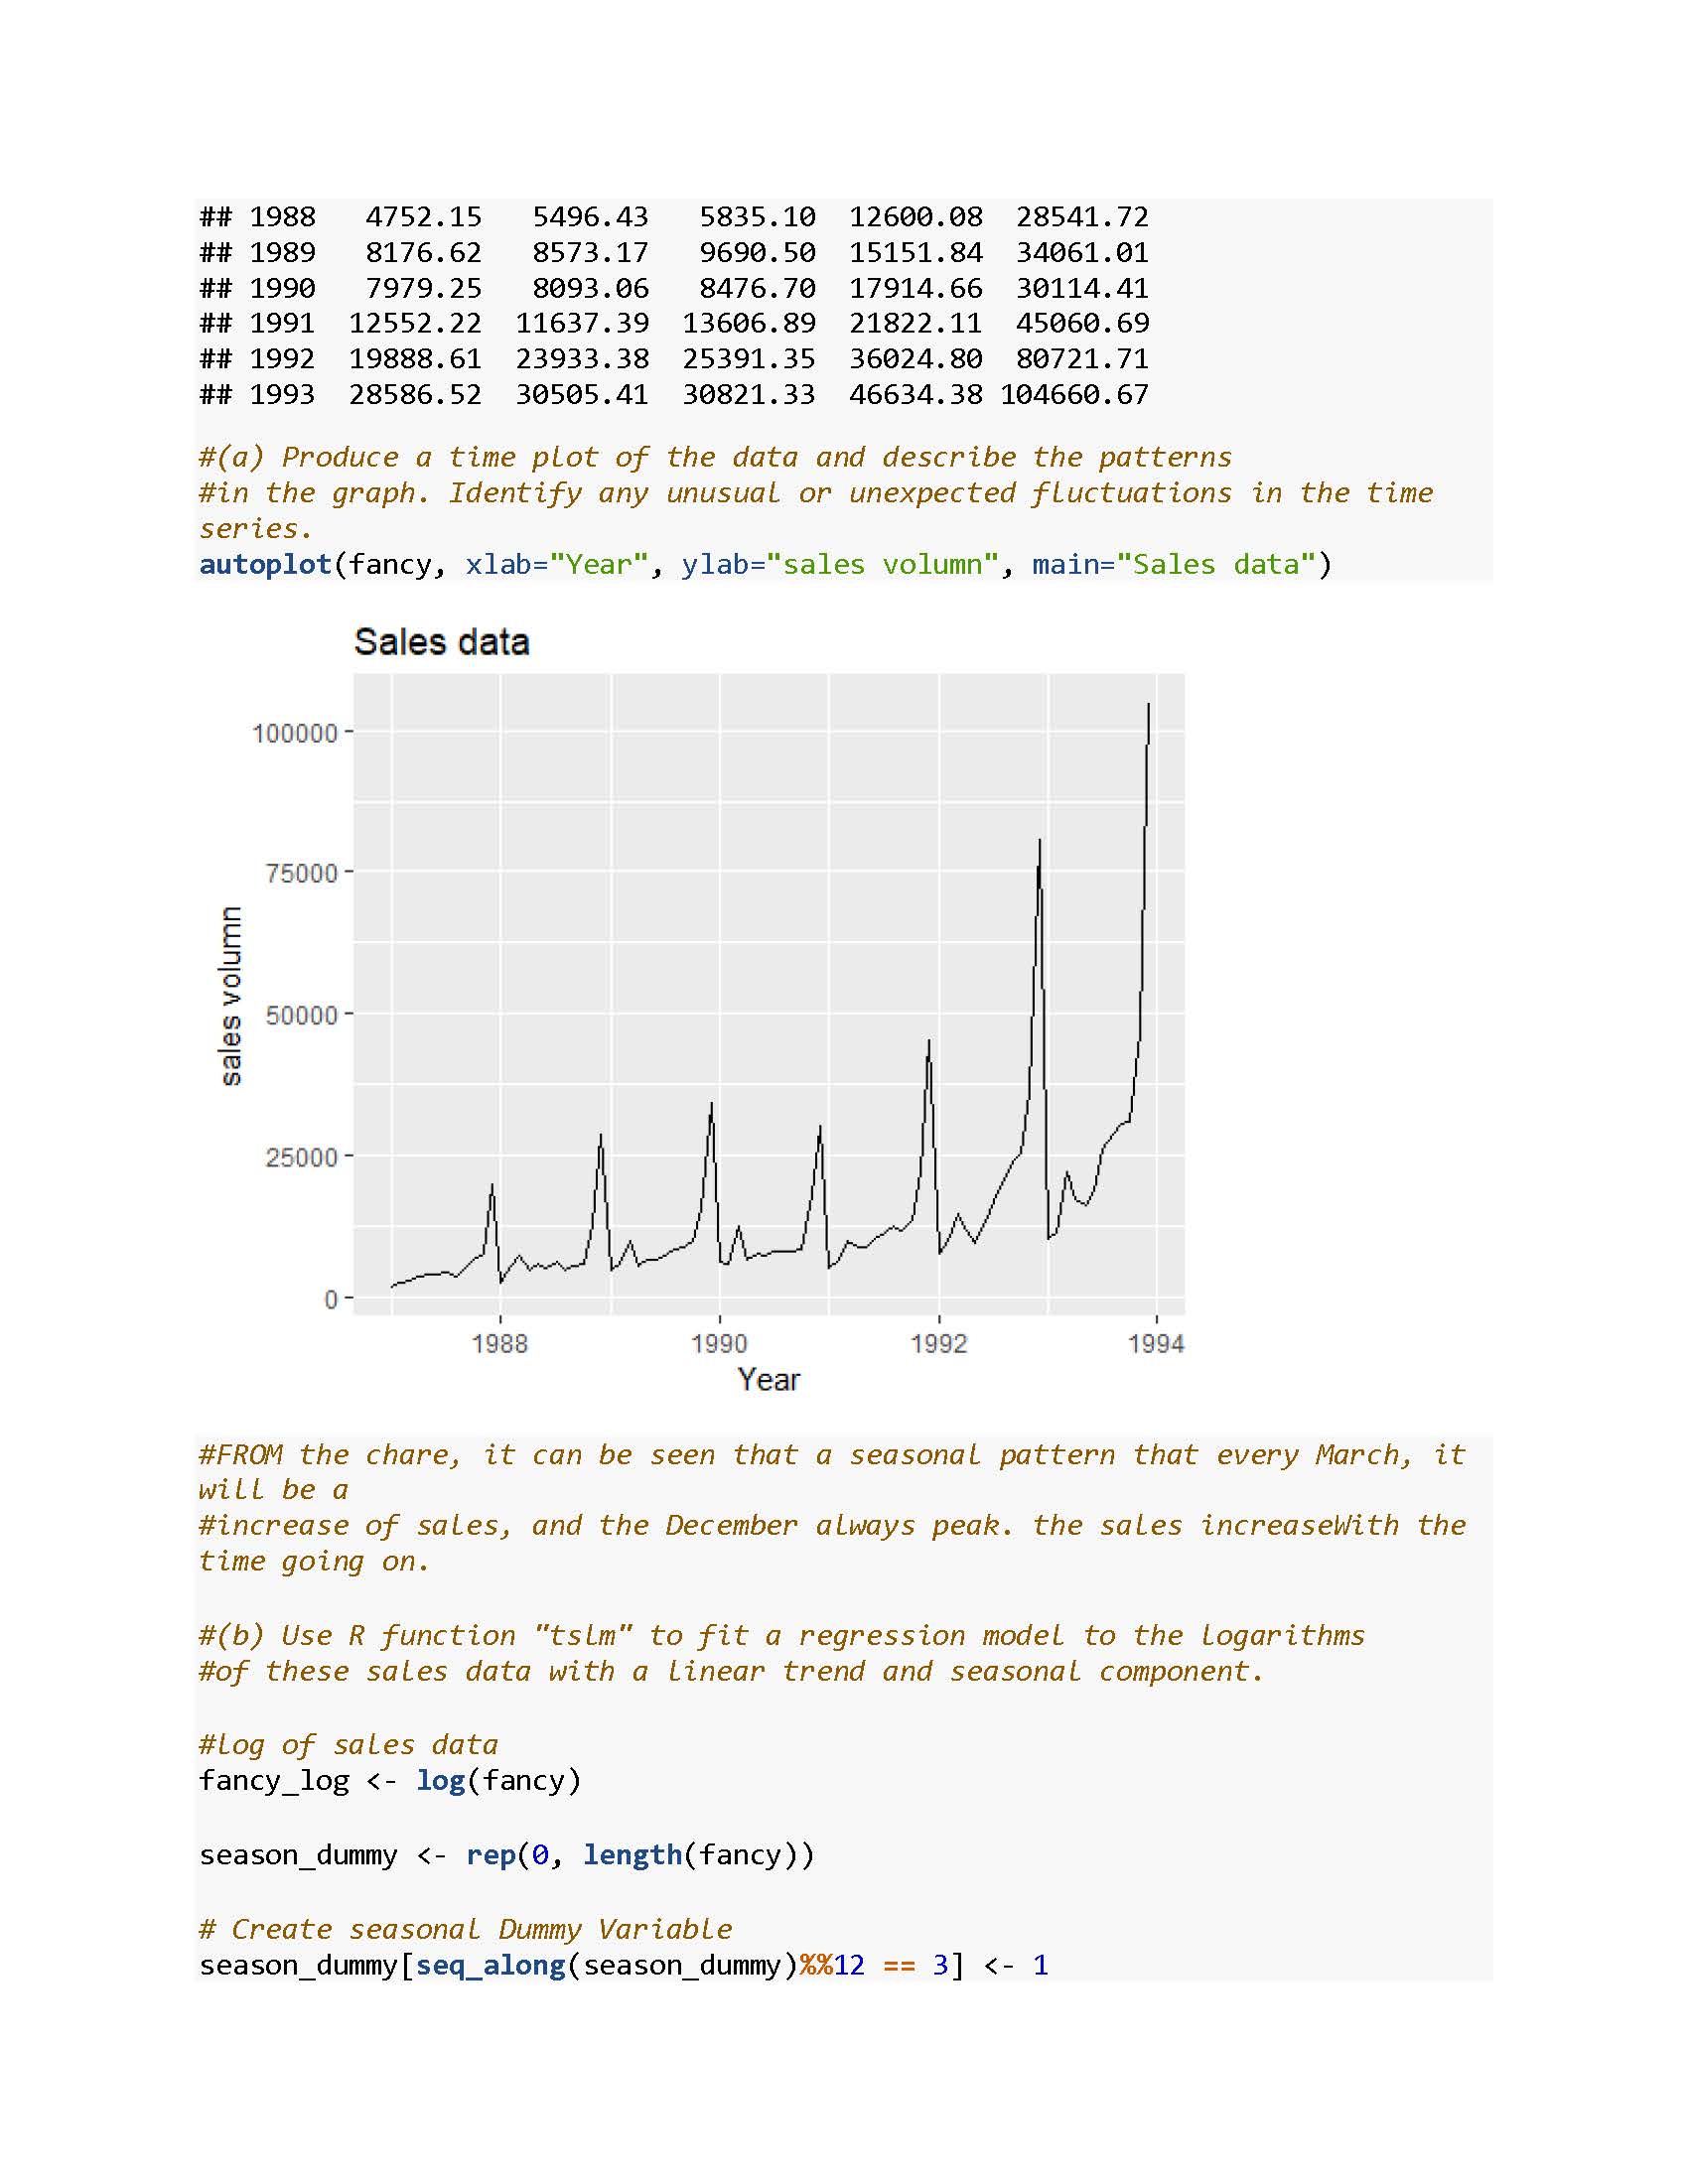 ## 1988   4752.15   5496.43   5835.10  12600.08  28541.72
## 1989   8176.62   8573.17   9690.50  15151.84  34061.01
## 1990   7979.25   8093.06   8476.70  17914.66  30114.41
## 1991  12552.22  11637.39  13606.89  21822.11  45060.69
## 1992  19888.61  23933.38  25391.35  36024.80  80721.71
## 1993  28586.52  30505.41  30821.33  46634.38 104660.67
#(a) Produce a time plot of the data and describe the patterns
#in the graph. Identify any unusual or unexpected fluctuations in the time
series.
autoplot(fancy, xlab="Year", ylab="sales volumn", main="Sales data")
Sales data
100000
75000
50000
25000
0
sales volumn
1988 1990 1992 1994
Year
#FROM the chare, it can be seen that a seasonal pattern that every March, it
will be a
#increase of sales, and the December always peak. the sales increaseWith the
time going on.
#(b) Use R function "tslm" to fit a regression model to the logarithms
#of these sales data with a linear trend and seasonal component.
#log of sales data
fancy_log <- log(fancy)
season_dummy <- rep(0, length(fancy))
# Create seasonal Dummy Variable
season_dummy[seq_along(season_dummy)%%12 == 3] <- 1